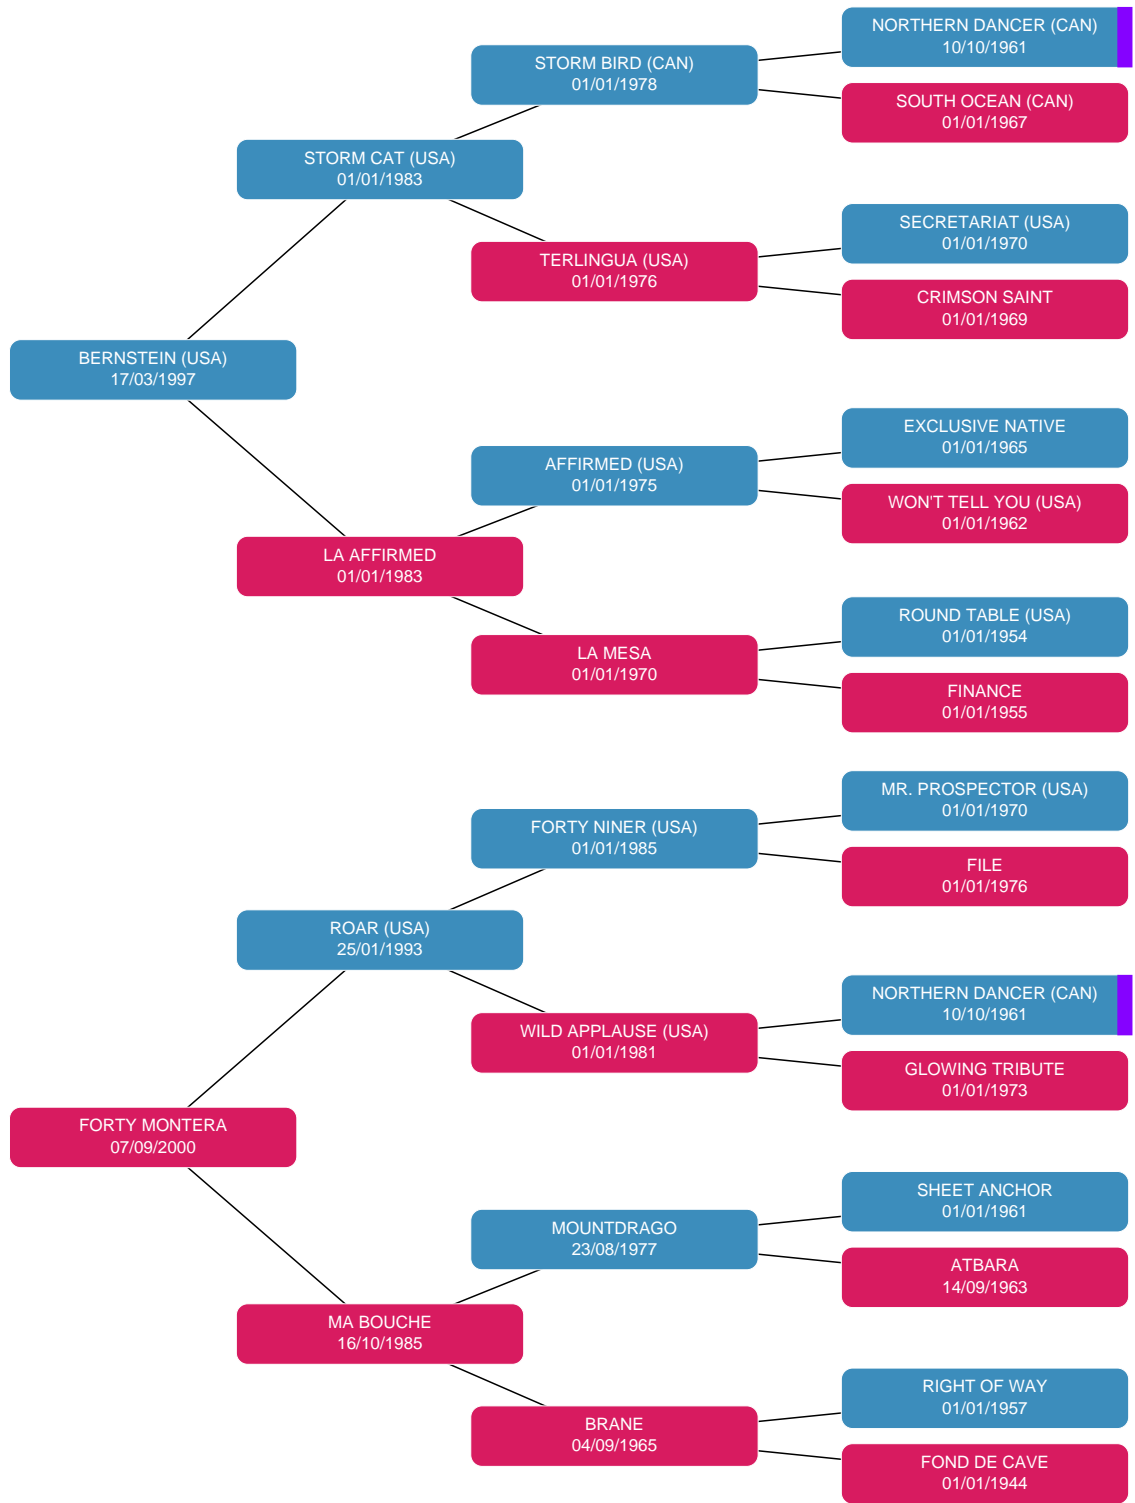 NORTHERN DANCER (CAN)
10/10/1961
STORM BIRD (CAN)
01/01/1978
SOUTH OCEAN (CAN)
01/01/1967
STORM CAT (USA)
01/01/1983
SECRETARIAT (USA)
01/01/1970
TERLINGUA (USA)
01/01/1976
CRIMSON SAINT
01/01/1969
BERNSTEIN (USA)
17/03/1997
EXCLUSIVE NATIVE
01/01/1965
AFFIRMED (USA)
01/01/1975
WON'T TELL YOU (USA)
01/01/1962
LA AFFIRMED
01/01/1983
ROUND TABLE (USA)
01/01/1954
LA MESA
01/01/1970
FINANCE
01/01/1955
MR. PROSPECTOR (USA)
01/01/1970
FORTY NINER (USA)
01/01/1985
FILE
01/01/1976
ROAR (USA)
25/01/1993
NORTHERN DANCER (CAN)
10/10/1961
WILD APPLAUSE (USA)
01/01/1981
GLOWING TRIBUTE
01/01/1973
FORTY MONTERA
07/09/2000
SHEET ANCHOR
01/01/1961
MOUNTDRAGO
23/08/1977
ATBARA
14/09/1963
MA BOUCHE
16/10/1985
RIGHT OF WAY
01/01/1957
BRANE
04/09/1965
FOND DE CAVE
01/01/1944